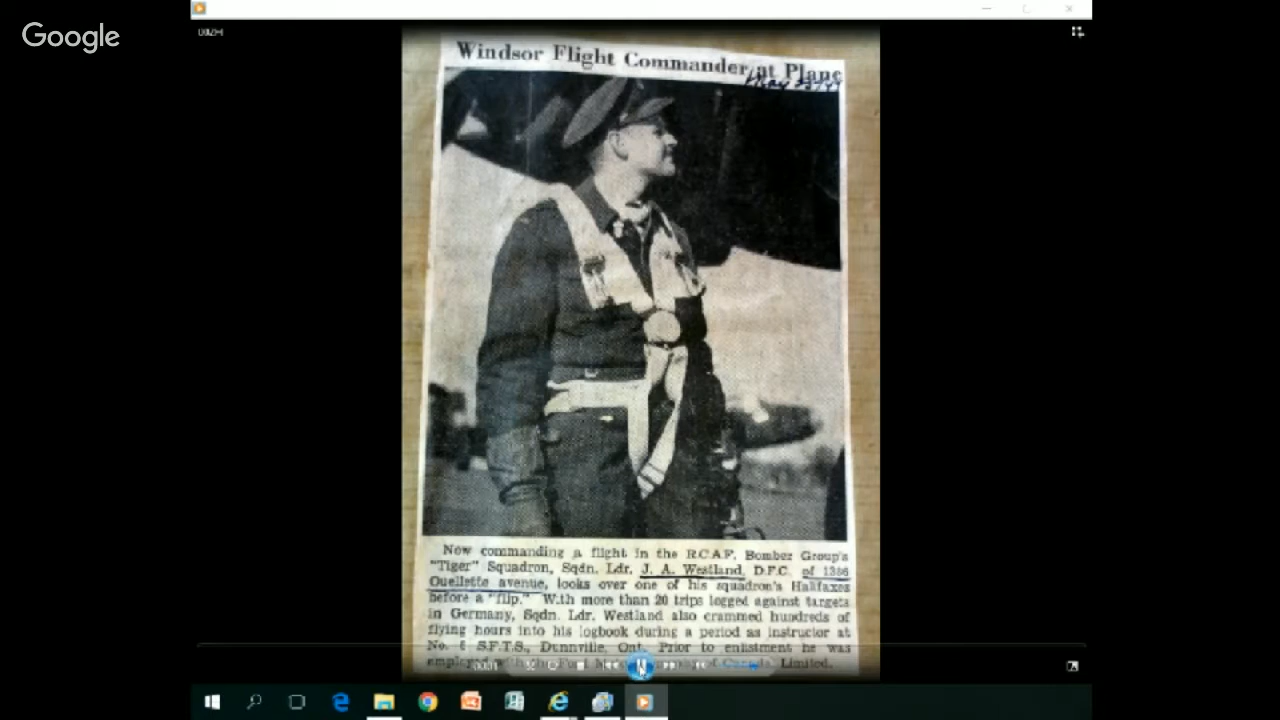 Google
Windsor Flight Commander at Plane
Now commanding a flight in the R.C.A.F. Bomber Group's
"Tiger" Squadron, Sqdn. Ldr. J. A. Westland, D.F.C. of 1386
Ouellette avenue, looks over one of his squadron's Halifaxes
before a "flip." With more than 20 trips logged against targets
in Germany, Sqdn. Ldr. Westland also crammed hundreds of
flying hours into his logbook during a period as instructor at
No. 6 S.F.T.S., Dunnville, Ont. Prior to enlistment he was
of Canada, Limited.